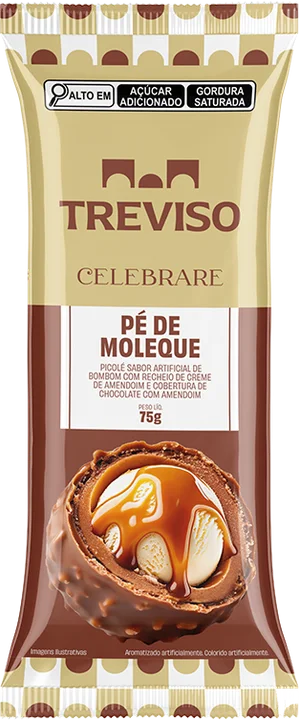 ALTO EM
AÇÚCAR
ADICIONADO
GORDURA
SATURADA
TREVISO
CELEBRARE
PÉ DE
MOLEQUE
PICOLÉ SABOR ARTIFICIAL DE
BOMBOM COM RECHEIO DE CREME
DE AMENDOIM E COBERTURA DE
CHOCOLATE COM AMENDOIM
PESO LÍQ.
75g
Imagens Ilustrativas
Aromatizado artificialmente. Colorido artificialmente.